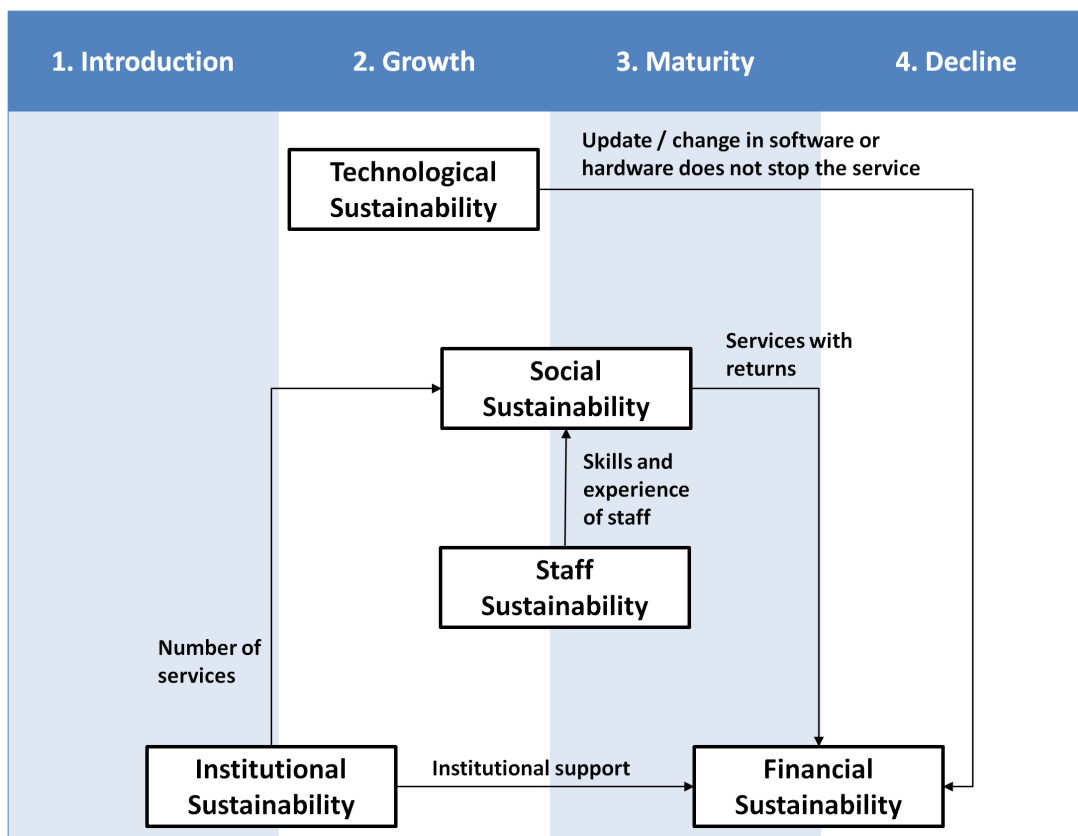 1. Introduction
2. Growth
3. Maturity
4. Decline
Update / change in software or
hardware does not stop the service
Technological
Sustainability
Services with
returns
Social
Sustainability
Skills and
experience
of staff
Staff
Sustainability
Number of
services
Institutional
Sustainability
Institutional support
Financial
Sustainability